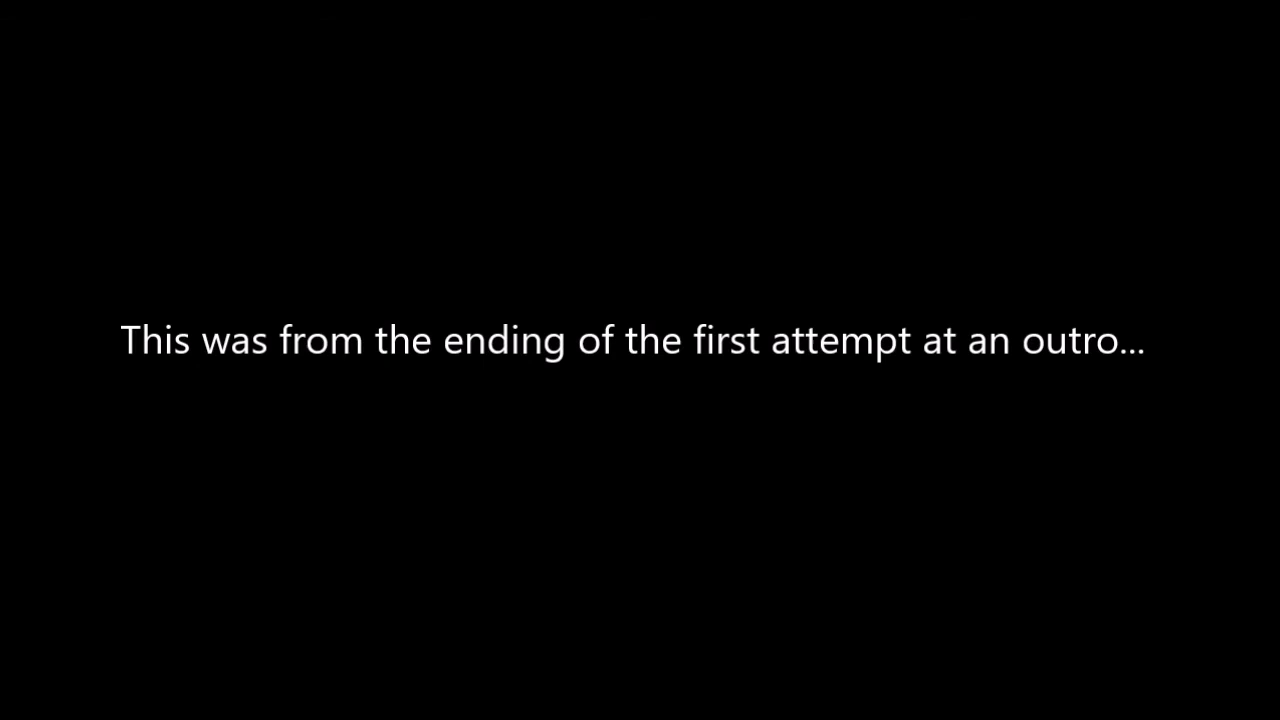 This was from the ending of the first attempt at an outro...